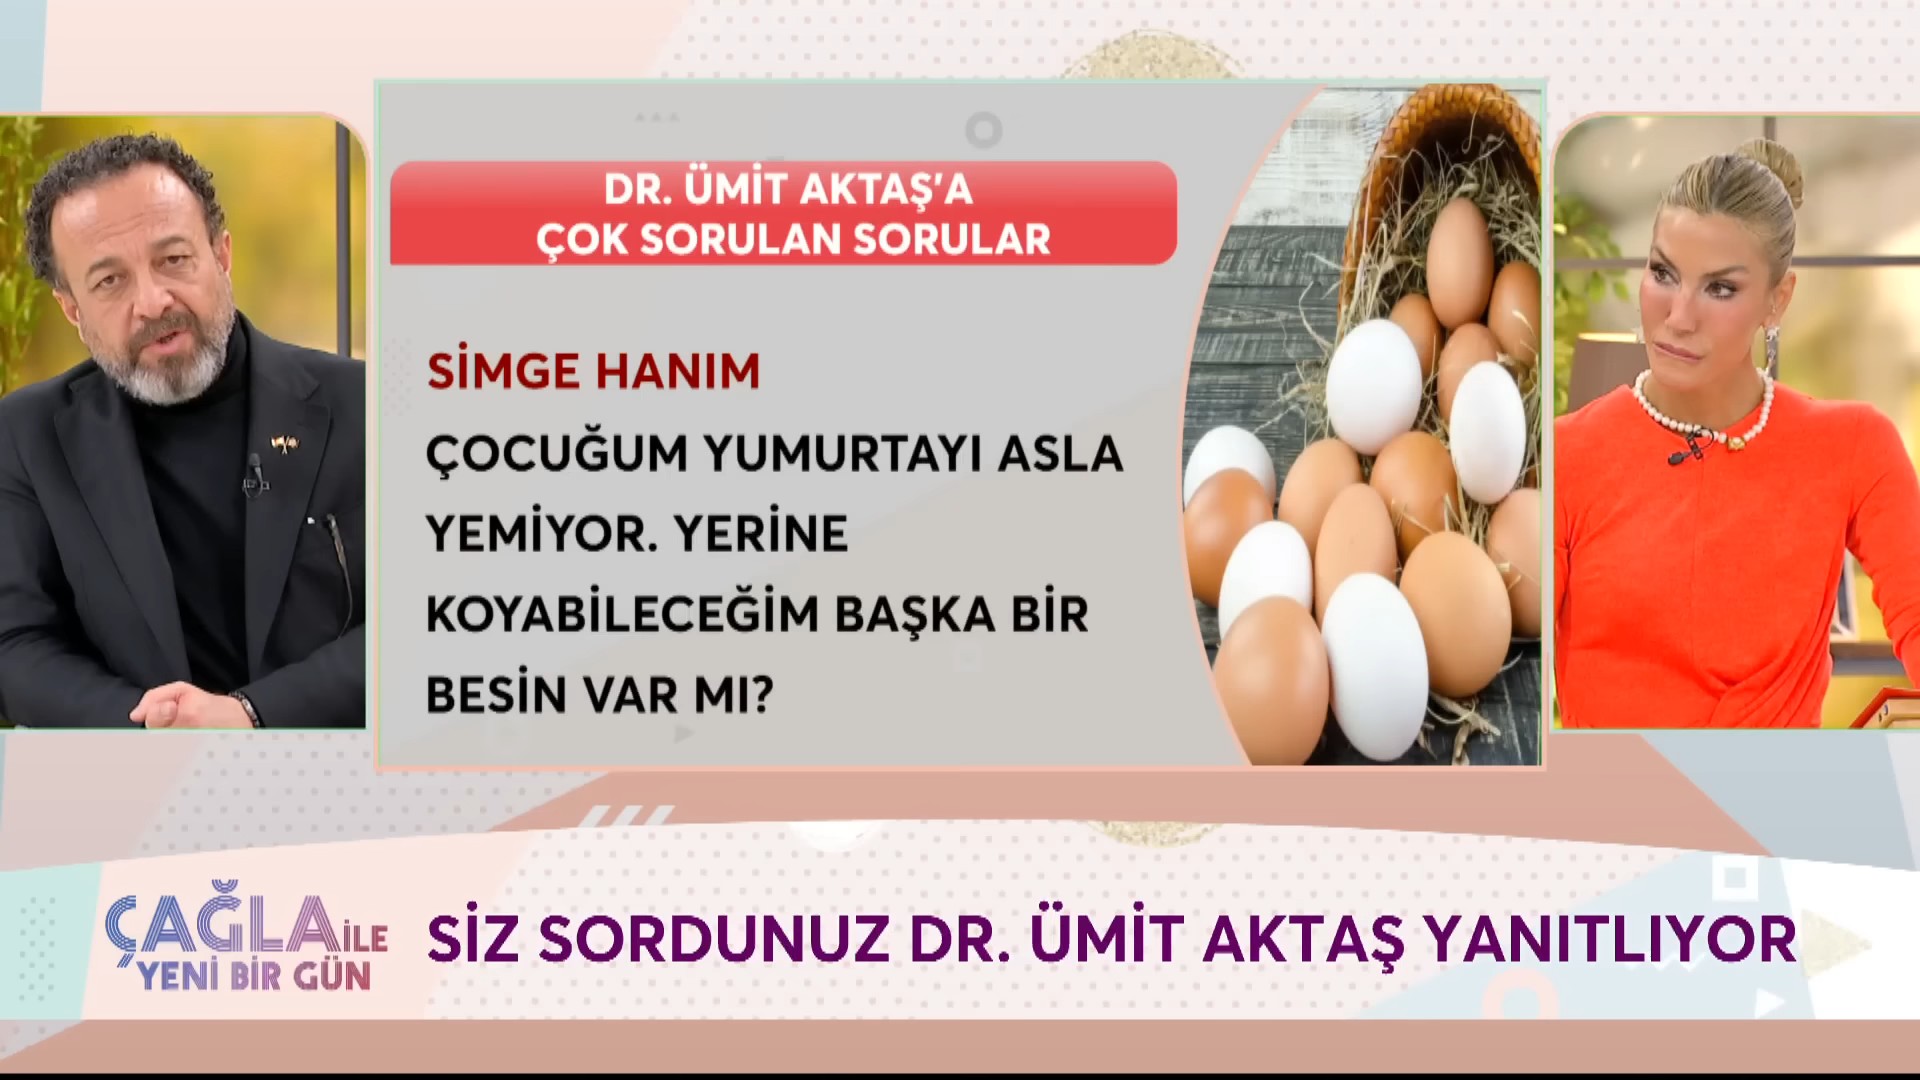 DR. ÜMİT AKTAŞ'A
ÇOK SORULAN SORULAR
SİMGE HANIM
ÇOCUĞUM YUMURTAYI ASLA
YEMİYOR. YERİNE
KOYABİLECEĞİM BAŞKA BİR
BESİN VAR MI?
ÇAĞLA İLE
YENİ BİR GÜN
SİZ SORDUNUZ DR. ÜMİT AKTAŞ YANITLIYOR